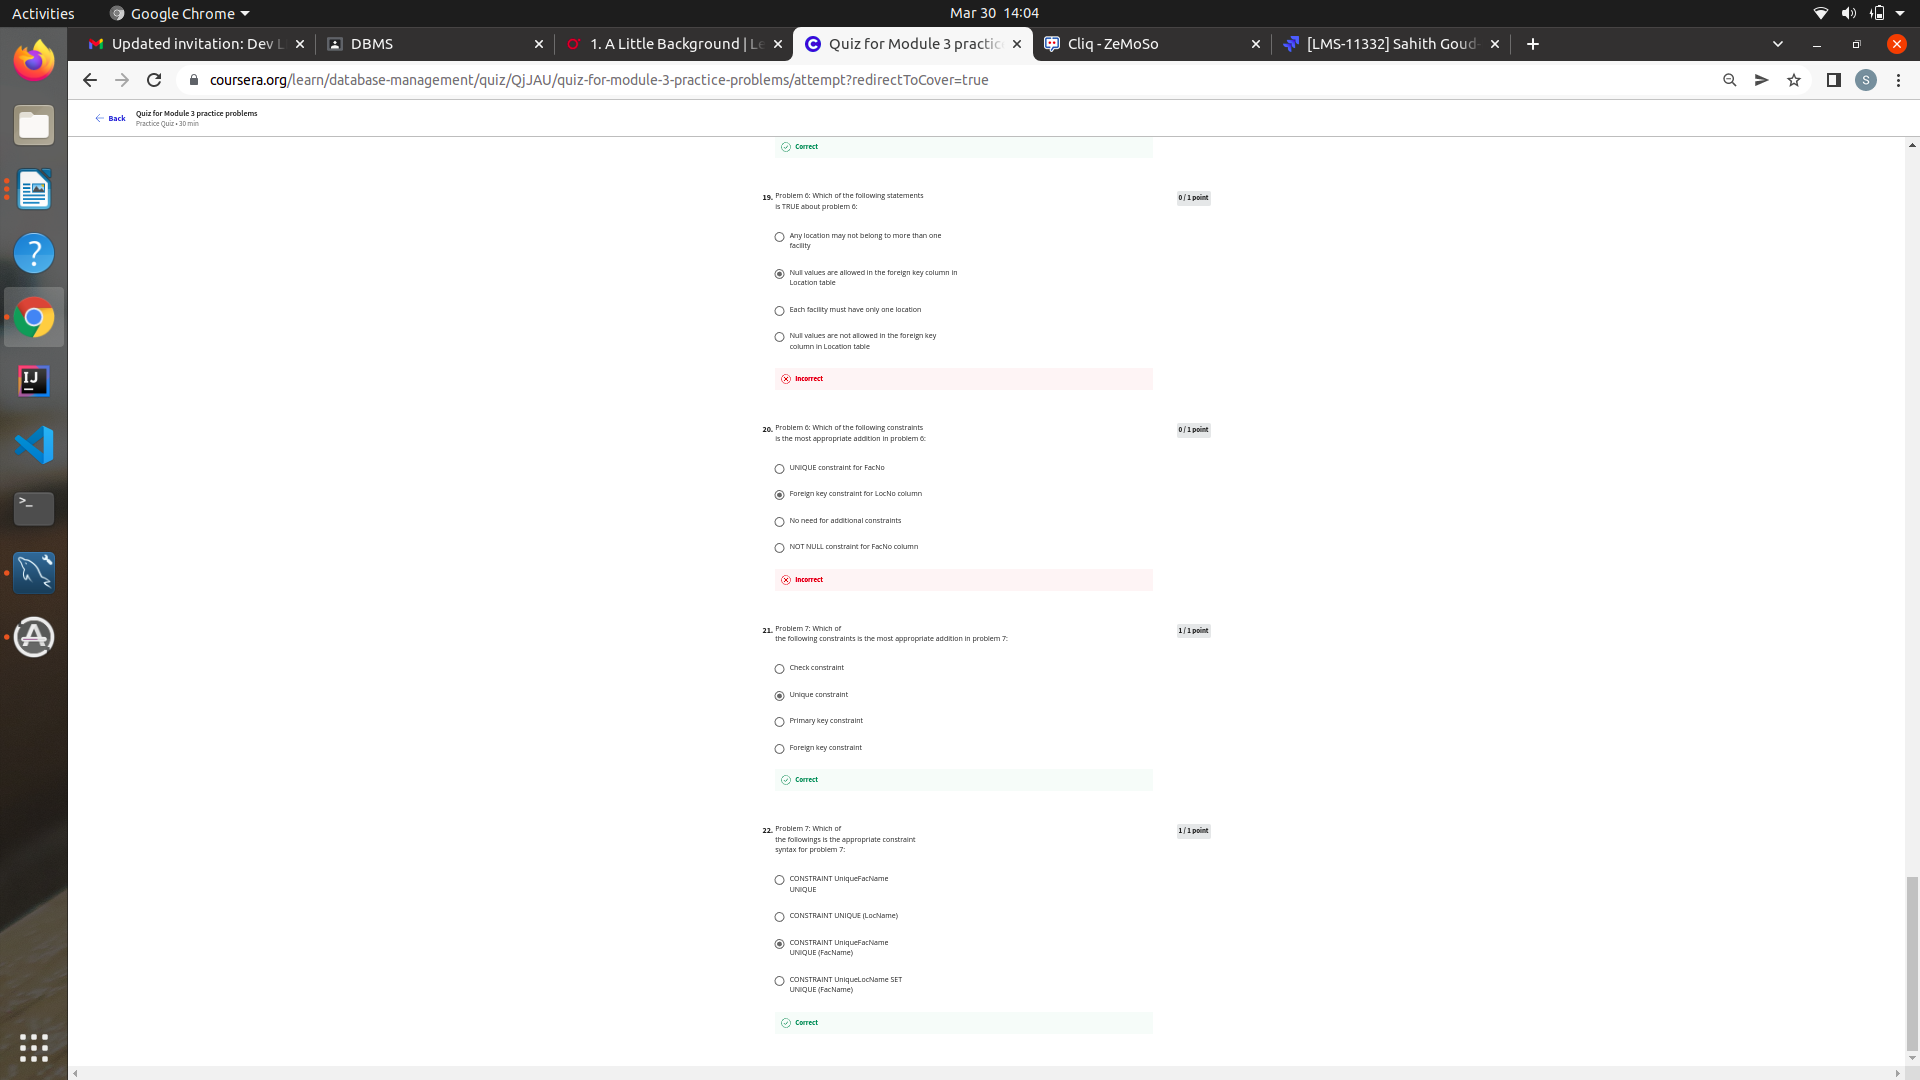 Activities
Google Chrome
Mar 30 14:04
Updated invitation: Dev L
DBMS
1. A Little Background | Le
Quiz for Module 3 practic
Cliq - ZeMoSo
[LMS-11332] Sahith Goud
coursera.org/learn/database-management/quiz/QjJAU/quiz-for-module-3-practice-problems/attempt?redirectToCover=true
S
Back
Quiz for Module 3 practice problems
Practice Quiz • 30 min
Correct
19. Problem 6: Which of the following statements
is TRUE about problem 6:
0 / 1 point
Any location may not belong to more than one
facility
Null values are allowed in the foreign key column in
Location table
Each facility must have only one location
Null values are not allowed in the foreign key
column in Location table
Incorrect
20. Problem 6: Which of the following constraints
is the most appropriate addition in problem 6:
0 / 1 point
UNIQUE constraint for FacNo
Foreign key constraint for LocNo column
No need for additional constraints
NOT NULL constraint for FacNo column
Incorrect
21. Problem 7: Which of
the following constraints is the most appropriate addition in problem 7:
1 / 1 point
Check constraint
Unique constraint
Primary key constraint
Foreign key constraint
Correct
22. Problem 7: Which of
the followings is the appropriate constraint
syntax for problem 7:
1 / 1 point
CONSTRAINT UniqueFacName
UNIQUE
CONSTRAINT UNIQUE (LocName)
CONSTRAINT UniqueFacName
UNIQUE (FacName)
CONSTRAINT UniqueLocName SET
UNIQUE (FacName)
Correct